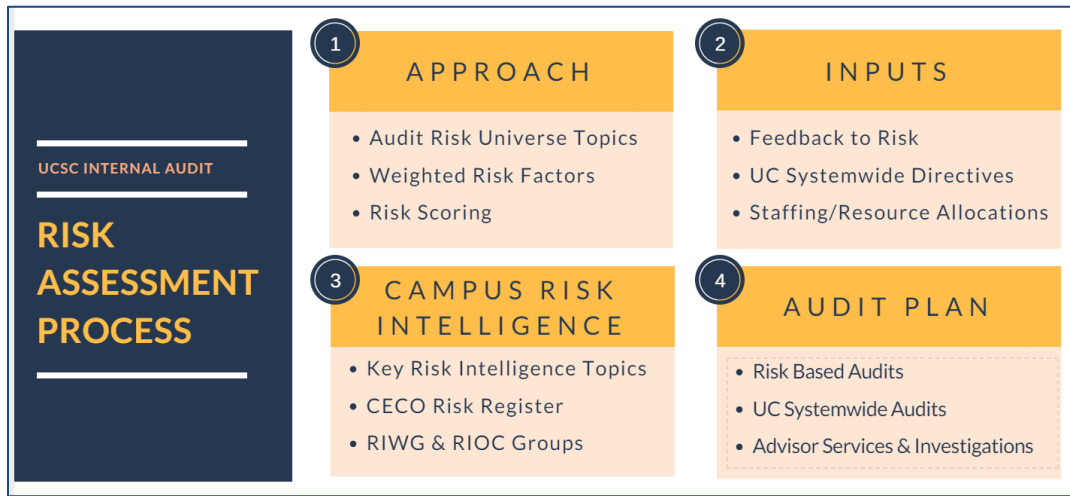 UCSC INTERNAL AUDIT
RISK
ASSESSMENT
PROCESS
1
APPROACH
• Audit Risk Universe Topics
• Weighted Risk Factors
• Risk Scoring
2
INPUTS
• Feedback to Risk
• UC Systemwide Directives
• Staffing/Resource Allocations
3
CAMPUS RISK
INTELLIGENCE
• Key Risk Intelligence Topics
• CECO Risk Register
• RIWG & RIOC Groups
4
AUDIT PLAN
• Risk Based Audits
• UC Systemwide Audits
• Advisor Services & Investigations